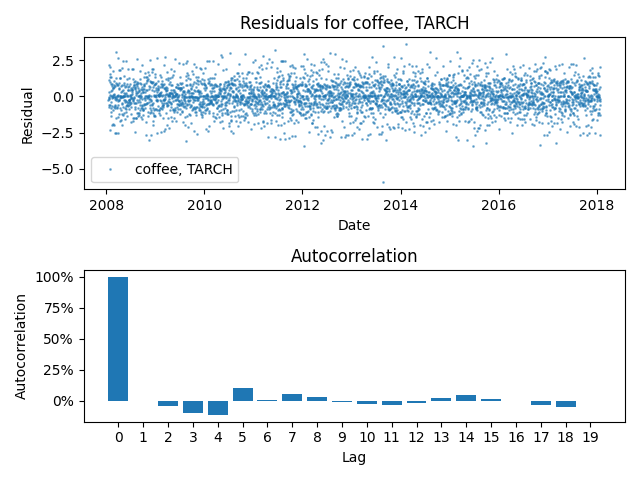 Residuals for coffee, TARCH
2.5
0.0
−2.5
−5.0
Residual
coffee, TARCH
2008 2010 2012 2014 2016 2018
Date
Autocorrelation
100%
75%
50%
25%
0%
Autocorrelation
0 1 2 3 4 5 6 7 8 9 10 11 12 13 14 15 16 17 18 19
Lag